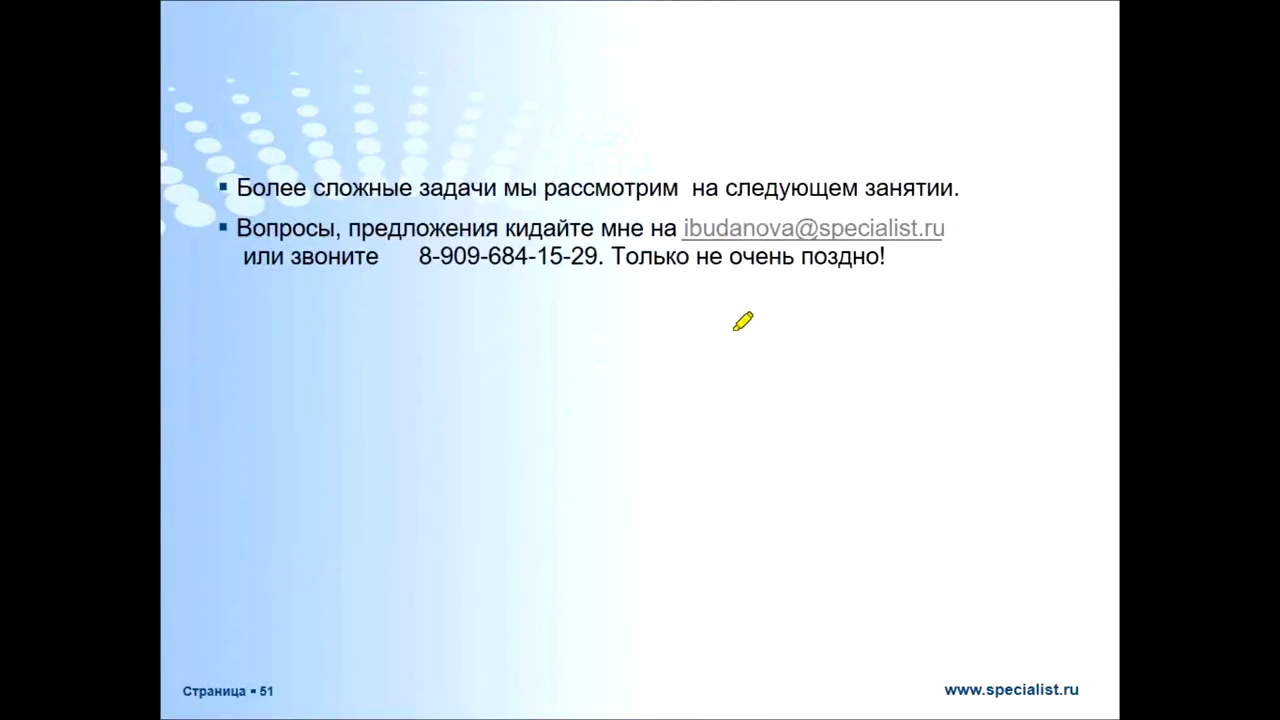 Более сложные задачи мы рассмотрим на следующем занятии.
Вопросы, предложения кидайте мне на ibudanova@specialist.ru
или звоните 8-909-684-15-29. Только не очень поздно!
Страница ▪ 51
www.specialist.ru